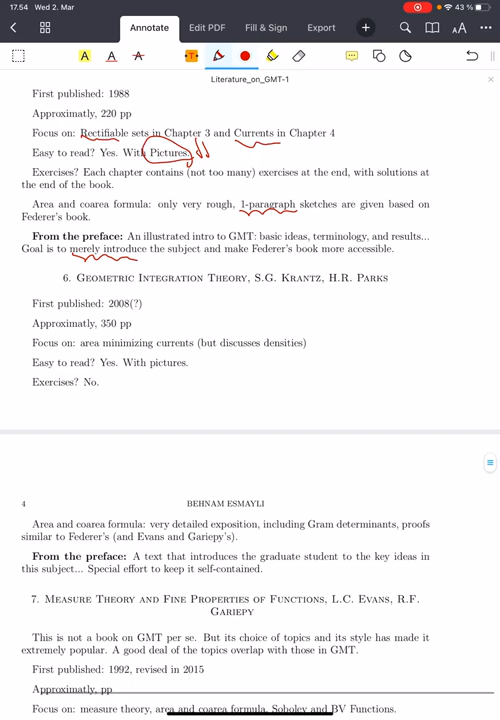 17.54 Wed 2. Mar
43 %
Annotate
Edit PDF
Fill & Sign
Export
AA
A
A
A
T
Literature_on_GMT-1
First published: 1988
Approximatly, 220 pp
Focus on: Rectifiable sets in Chapter 3 and Currents in Chapter 4
Easy to read? Yes. With Pictures.
Exercises? Each chapter contains (not too many) exercises at the end, with solutions
at the end of the book.
Area and coarea formula: only very rough, 1-paragraph sketches are given based on
Federer's book.
From the preface: An illustrated intro to GMT: basic ideas, terminology, and results...
Goal is to merely introduce the subject and make Federer's book more accessible.
6. Geometric Integration Theory, S.G. Krantz, H.R. Parks
First published: 2008(?)
Approximatly, 350 pp
Focus on: area minimizing currents (but discusses densities)
Easy to read? Yes. With pictures.
Exercises? No.
4
BEHNAM ESMAYLI
Area and coarea formula: very detailed exposition, including Gram determinants, proofs
similar to Federer's (and Evans and Gariepy's).
From the preface: A text that introduces the graduate student to the key ideas in
this subject... Special effort to keep it self-contained.
7. Measure Theory and Fine Properties of Functions, L.C. Evans, R.F.
Gariepy
This is not a book on GMT per se. But its choice of topics and its style has made it
extremely popular. A good deal of the topics overlap with those in GMT.
First published: 1992, revised in 2015
Approximatly, pp
Focus on: measure theory, area and coarea formula, Sobolev and BV Functions.